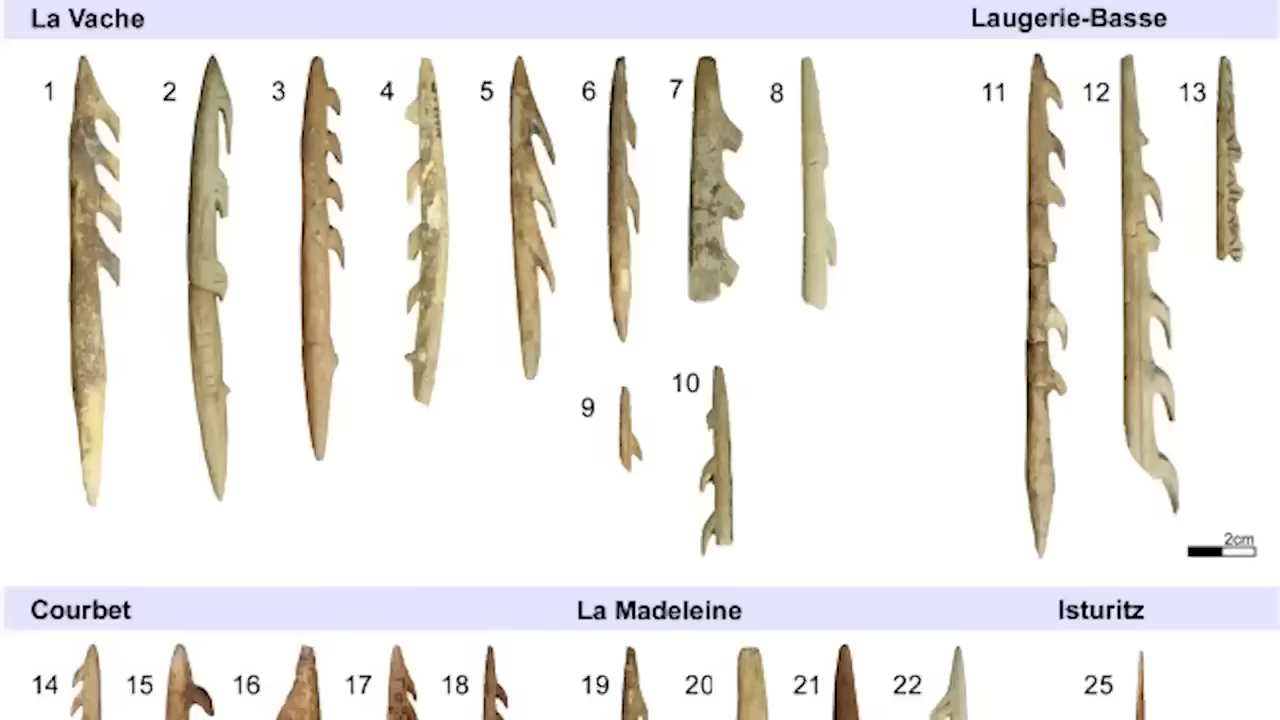 La Vache Laugerie-Basse
1 2 3 4 5 6 7 8 11 12 13
9 10
2cm
Courbet La Madeleine Isturitz
14 15 16 17 18 19 20 21 22 25